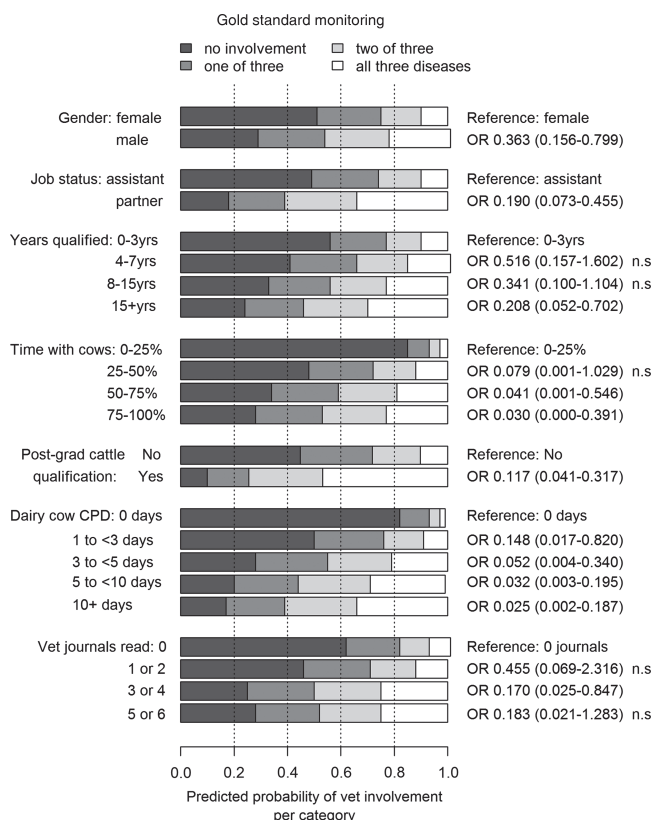 Gold standard monitoring
no involvement two of three
one of three all three diseases
Gender: female Reference: female
male OR 0.363 (0.156-0.799)
Job status: assistant Reference: assistant
partner OR 0.190 (0.073-0.455)
Years qualified: 0-3yrs Reference: 0-3yrs
4-7yrs OR 0.516 (0.157-1.602) n.s
8-15yrs OR 0.341 (0.100-1.104) n.s
15+yrs OR 0.208 (0.052-0.702)
Time with cows: 0-25% Reference: 0-25%
25-50% OR 0.079 (0.001-1.029) n.s
50-75% OR 0.041 (0.001-0.546)
75-100% OR 0.030 (0.000-0.391)
Post-grad cattle No Reference: No
qualification: Yes OR 0.117 (0.041-0.317)
Dairy cow CPD: 0 days Reference: 0 days
1 to <3 days OR 0.148 (0.017-0.820)
3 to <5 days OR 0.052 (0.004-0.340)
5 to <10 days OR 0.032 (0.003-0.195)
10+ days OR 0.025 (0.002-0.187)
Vet journals read: 0 Reference: 0 journals
1 or 2 OR 0.455 (0.069-2.316) n.s
3 or 4 OR 0.170 (0.025-0.847)
5 or 6 OR 0.183 (0.021-1.283) n.s
0.0 0.2 0.4 0.6 0.8 1.0
Predicted probability of vet involvement
per category